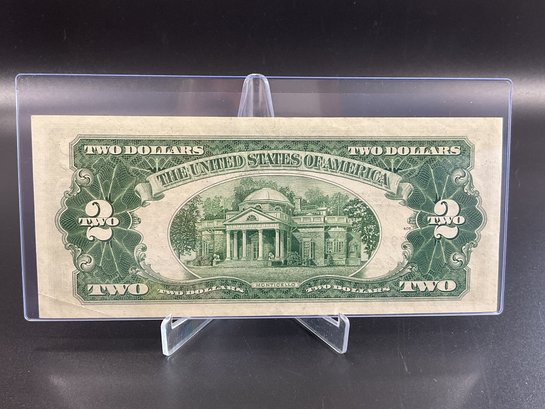 TWO DOLLARS TWO DOLLARS
THE UNITED STATES OF AMERICA
2 2
TWO TWO
TWO TWO DOLLARS MONTICELLO TWO DOLLARS TWO